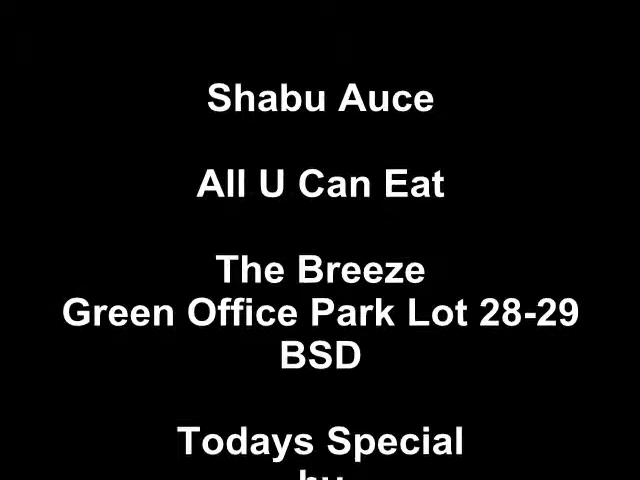 Shabu Auce
All U Can Eat
The Breeze
Green Office Park Lot 28-29
BSD
Todays Special